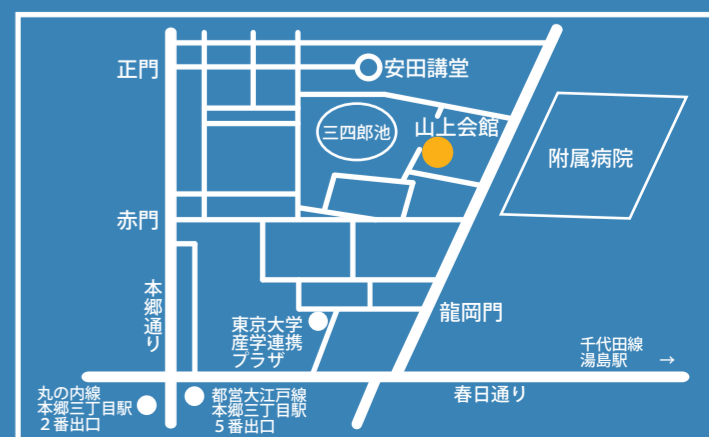 正門
安田講堂
三四郎池
山上会館
附属病院
赤門
本郷通り
東京大学
産学連携
プラザ
龍岡門
千代田線
湯島駅 →
春日通り
丸の内線
本郷三丁目駅
２番出口
都営大江戸線
本郷三丁目駅
５番出口